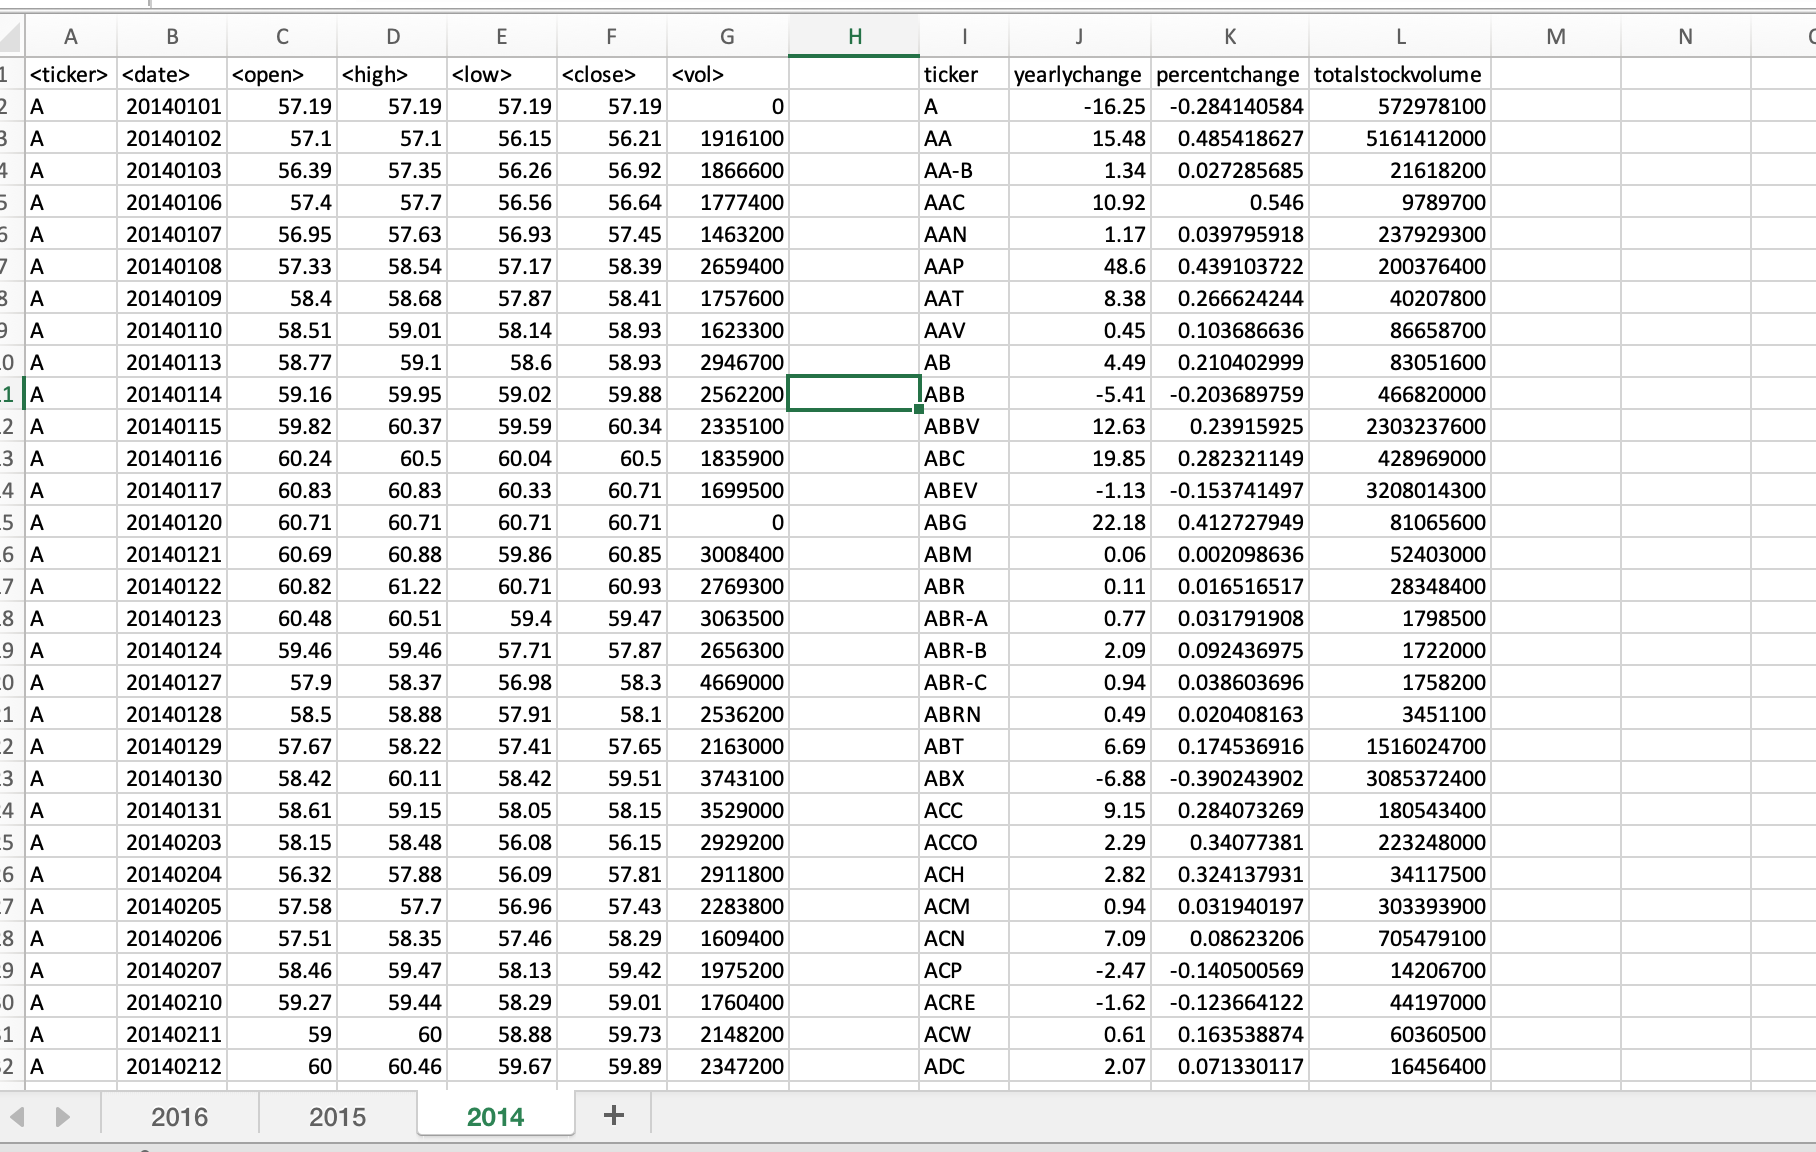 A B C D E F G H I J K L M N
1 <ticker> <date> <open> <high> <low> <close> <vol> ticker yearlychange percentchange totalstockvolume
2 A 20140101 57.19 57.19 57.19 57.19 0 A -16.25 -0.284140584 572978100
3 A 20140102 57.1 57.1 56.15 56.21 1916100 AA 15.48 0.485418627 5161412000
4 A 20140103 56.39 57.35 56.26 56.92 1866600 AA-B 1.34 0.027285685 21618200
5 A 20140106 57.4 57.7 56.56 56.64 1777400 AAC 10.92 0.546 9789700
6 A 20140107 56.95 57.63 56.93 57.45 1463200 AAN 1.17 0.039795918 237929300
7 A 20140108 57.33 58.54 57.17 58.39 2659400 AAP 48.6 0.439103722 200376400
8 A 20140109 58.4 58.68 57.87 58.41 1757600 AAT 8.38 0.266624244 40207800
9 A 20140110 58.51 59.01 58.14 58.93 1623300 AAV 0.45 0.103686636 86658700
0 A 20140113 58.77 59.1 58.6 58.93 2946700 AB 4.49 0.210402999 83051600
1 A 20140114 59.16 59.95 59.02 59.88 2562200 ABB -5.41 -0.203689759 466820000
2 A 20140115 59.82 60.37 59.59 60.34 2335100 ABBV 12.63 0.23915925 2303237600
3 A 20140116 60.24 60.5 60.04 60.5 1835900 ABC 19.85 0.282321149 428969000
4 A 20140117 60.83 60.83 60.33 60.71 1699500 ABEV -1.13 -0.153741497 3208014300
5 A 20140120 60.71 60.71 60.71 60.71 0 ABG 22.18 0.412727949 81065600
6 A 20140121 60.69 60.88 59.86 60.85 3008400 ABM 0.06 0.002098636 52403000
7 A 20140122 60.82 61.22 60.71 60.93 2769300 ABR 0.11 0.016516517 28348400
8 A 20140123 60.48 60.51 59.4 59.47 3063500 ABR-A 0.77 0.031791908 1798500
9 A 20140124 59.46 59.46 57.71 57.87 2656300 ABR-B 2.09 0.092436975 1722000
0 A 20140127 57.9 58.37 56.98 58.3 4669000 ABR-C 0.94 0.038603696 1758200
1 A 20140128 58.5 58.88 57.91 58.1 2536200 ABRN 0.49 0.020408163 3451100
2 A 20140129 57.67 58.22 57.41 57.65 2163000 ABT 6.69 0.174536916 1516024700
3 A 20140130 58.42 60.11 58.42 59.51 3743100 ABX -6.88 -0.390243902 3085372400
4 A 20140131 58.61 59.15 58.05 58.15 3529000 ACC 9.15 0.284073269 180543400
5 A 20140203 58.15 58.48 56.08 56.15 2929200 ACCO 2.29 0.34077381 223248000
6 A 20140204 56.32 57.88 56.09 57.81 2911800 ACH 2.82 0.324137931 34117500
7 A 20140205 57.58 57.7 56.96 57.43 2283800 ACM 0.94 0.031940197 303393900
8 A 20140206 57.51 58.35 57.46 58.29 1609400 ACN 7.09 0.08623206 705479100
9 A 20140207 58.46 59.47 58.13 59.42 1975200 ACP -2.47 -0.140500569 14206700
0 A 20140210 59.27 59.44 58.29 59.01 1760400 ACRE -1.62 -0.123664122 44197000
1 A 20140211 59 60 58.88 59.73 2148200 ACW 0.61 0.163538874 60360500
2 A 20140212 60 60.46 59.67 59.89 2347200 ADC 2.07 0.071330117 16456400
2016 2015 2014 +